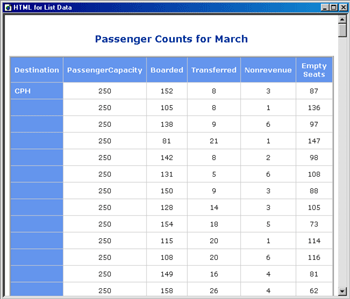 HTML for List Data
Passenger Counts for March
Destination PassengerCapacity Boarded Transferred Nonrevenue Empty Seats
CPH 250 152 8 3 87
250 105 8 1 136
250 138 9 6 97
250 81 21 1 147
250 142 8 2 98
250 131 5 6 108
250 150 9 3 88
250 128 14 3 105
250 154 18 5 73
250 115 20 1 114
250 108 20 6 116
250 149 16 4 81
250 158 26 4 62